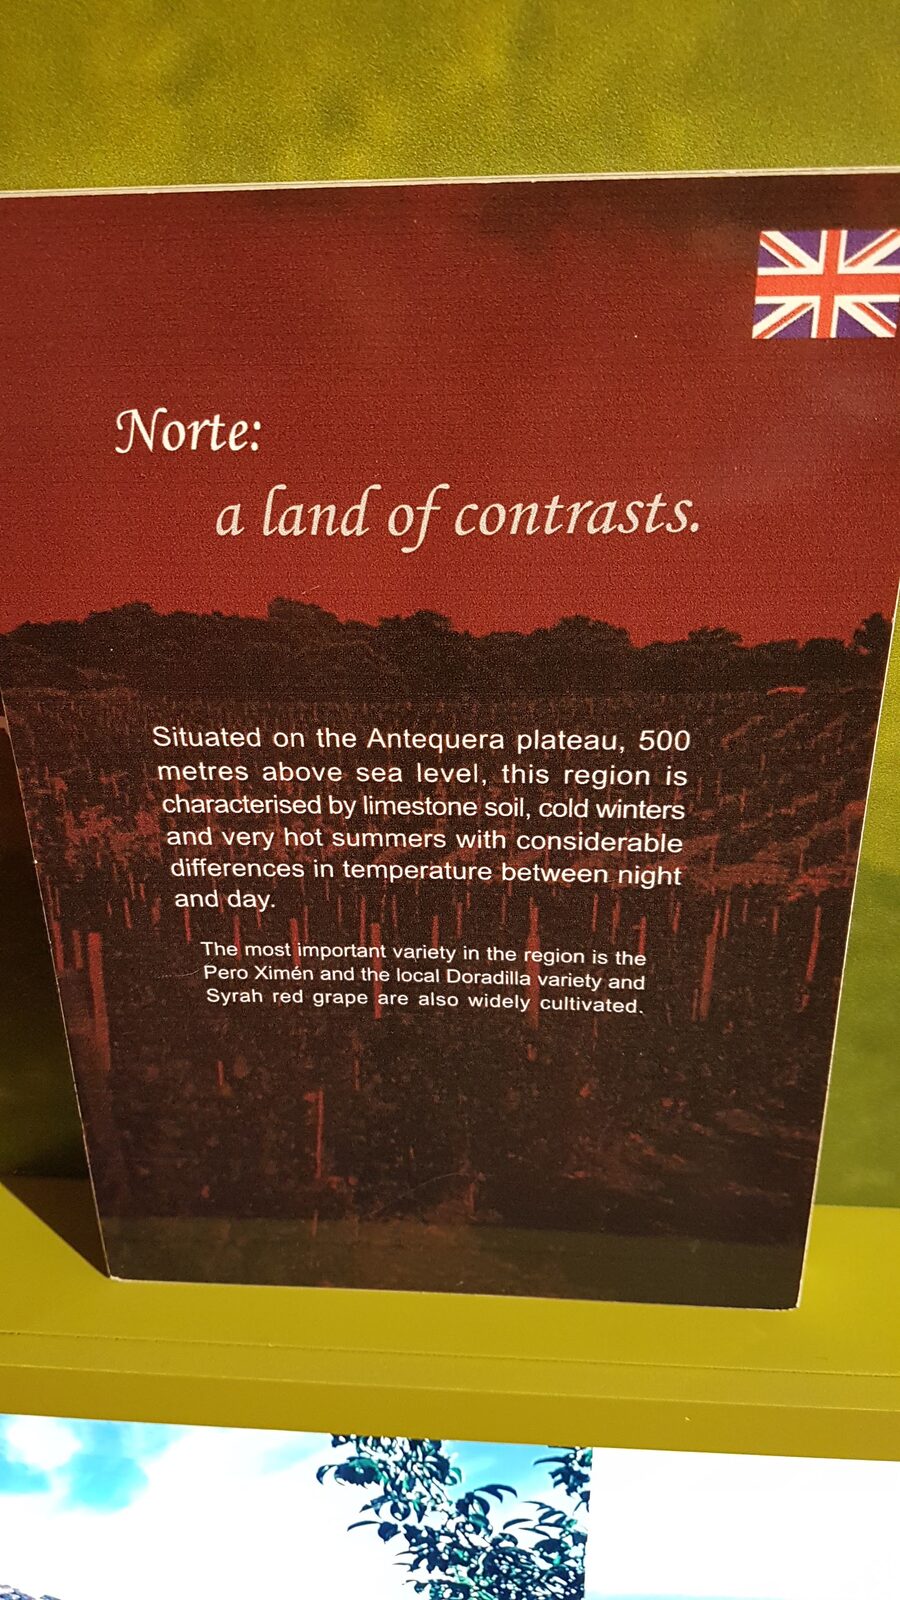 Norte:
a land of contrasts.
Situated on the Antequera plateau, 500
metres above sea level, this region is
characterised by limestone soil, cold winters
and very hot summers with considerable
differences in temperature between night
and day.
The most important variety in the region is the
Pero Ximén and the local Doradilla variety and
Syrah red grape are also widely cultivated.